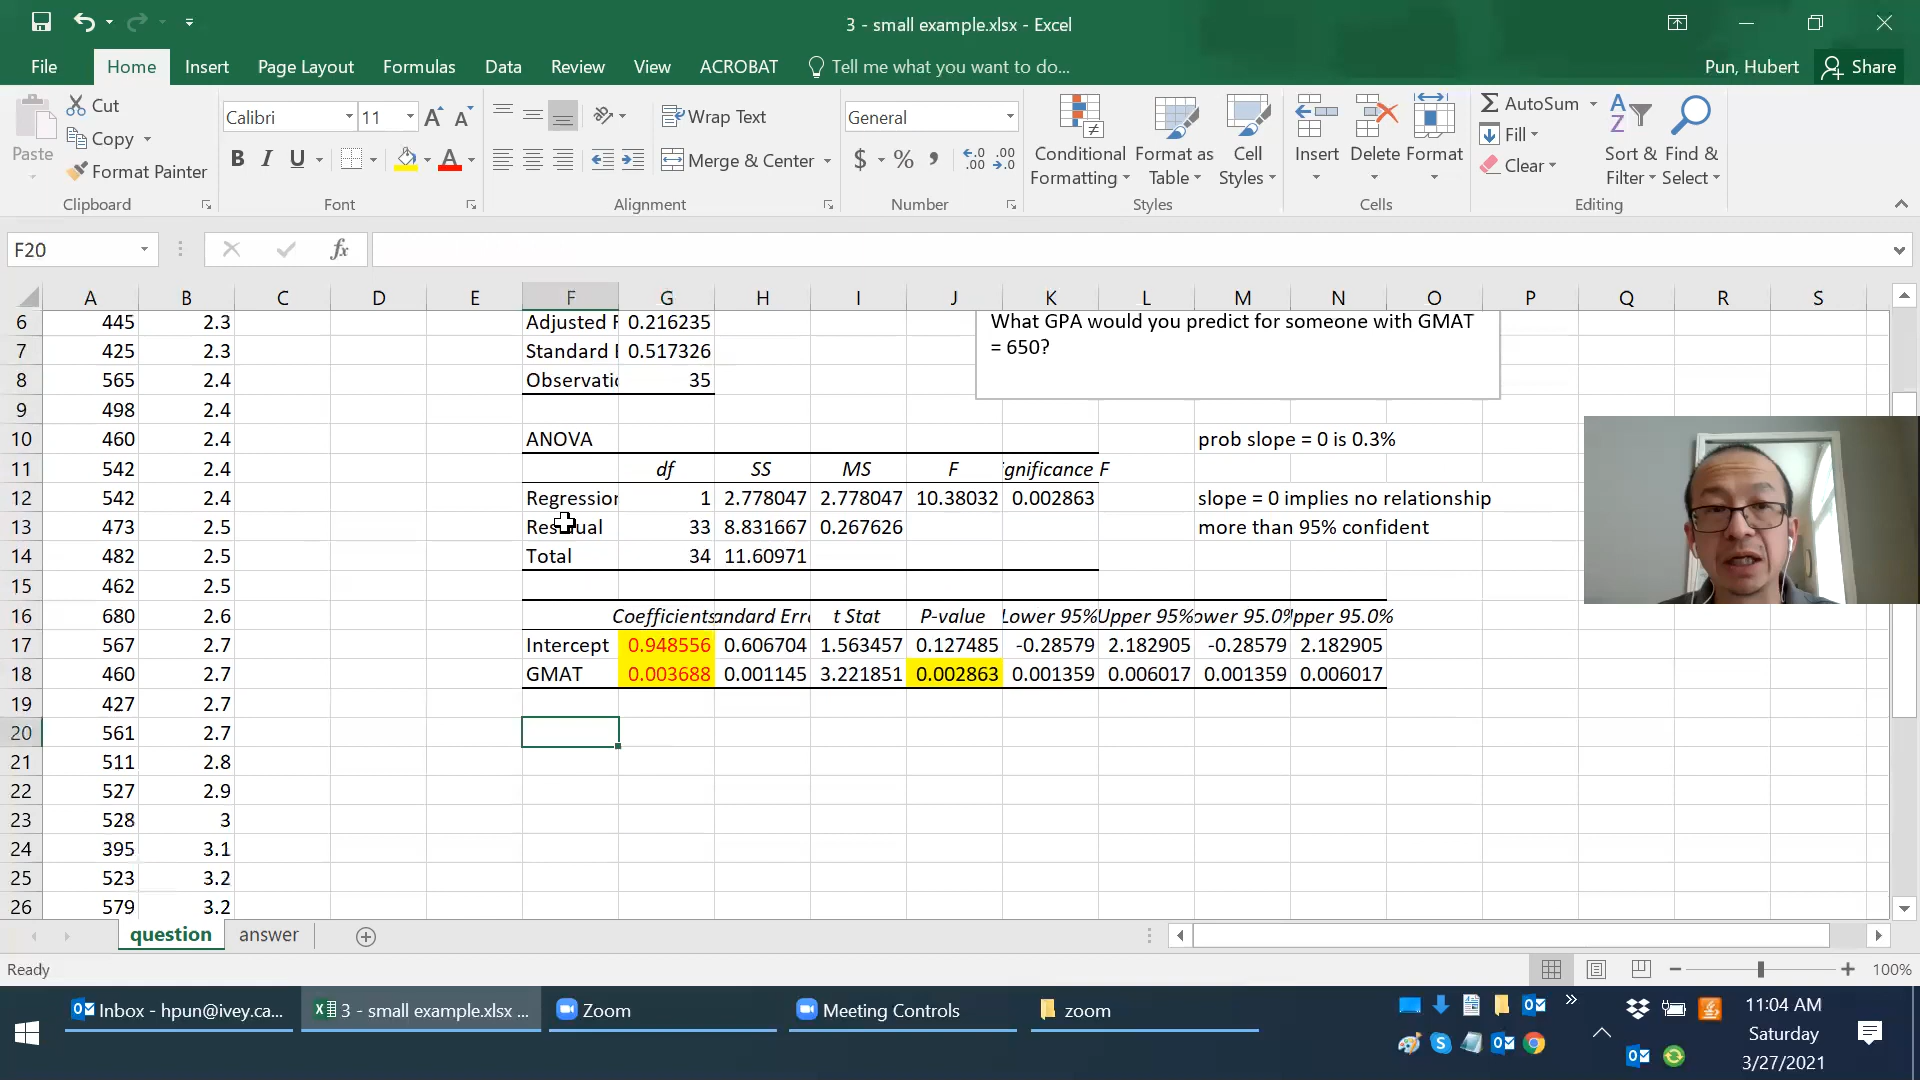 3 - small example.xlsx - Excel
File Home Insert Page Layout Formulas Data Review View ACROBAT Tell me what you want to do... Pun, Hubert Share
Paste
Cut
Copy
Format Painter
Clipboard
Calibri 11 A A
B I U A
Font
Wrap Text
Merge & Center
Alignment
General
$ % , .0 .00 .00 .0
Number
Conditional Formatting
Format as Table
Cell Styles
Styles
Insert Delete Format
Cells
AutoSum
Fill
Clear
A Z
Sort & Filter
Find & Select
Editing
F20 fx
A B C D E F G H I J K L M N O P Q R S
6 445 2.3 Adjusted F 0.216235
What GPA would you predict for someone with GMAT
= 650?
7 425 2.3 Standard E 0.517326
8 565 2.4 Observatio 35
9 498 2.4
10 460 2.4 ANOVA prob slope = 0 is 0.3%
11 542 2.4 df SS MS F gnificance F
12 542 2.4 Regression 1 2.778047 2.778047 10.38032 0.002863 slope = 0 implies no relationship
13 473 2.5 Residual 33 8.831667 0.267626 more than 95% confident
14 482 2.5 Total 34 11.60971
15 462 2.5
16 680 2.6 Coefficients andard Erro t Stat P-value Lower 95% Upper 95% ower 95.0% pper 95.0%
17 567 2.7 Intercept 0.948556 0.606704 1.563457 0.127485 -0.28579 2.182905 -0.28579 2.182905
18 460 2.7 GMAT 0.003688 0.001145 3.221851 0.002863 0.001359 0.006017 0.001359 0.006017
19 427 2.7
20 561 2.7
21 511 2.8
22 527 2.9
23 528 3
24 395 3.1
25 523 3.2
26 579 3.2
question answer
Ready 100%
Inbox - hpun@ivey.ca... 3 - small example.xlsx ... Zoom Meeting Controls zoom
11:04 AM
Saturday
3/27/2021